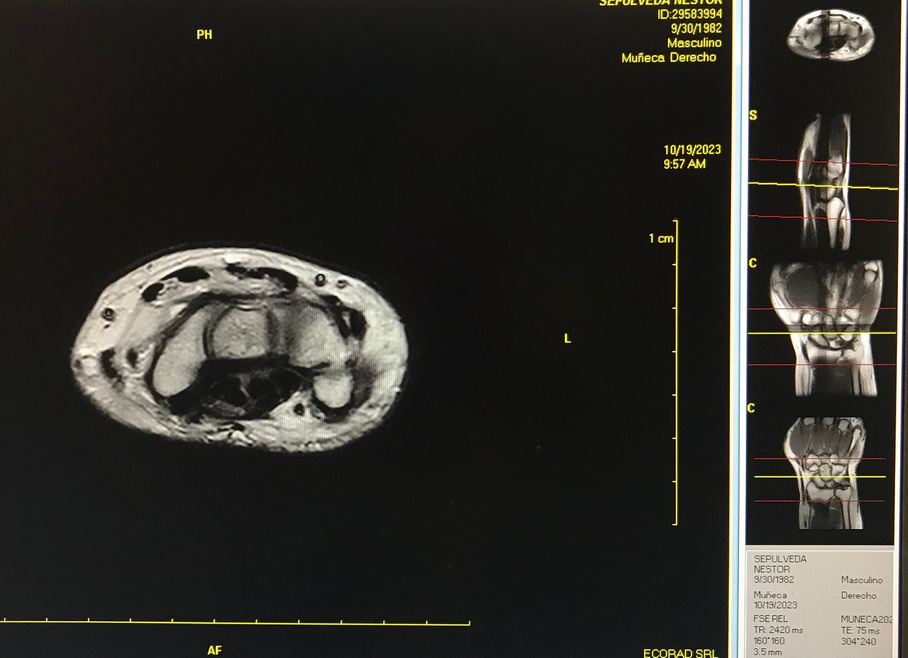 PH
SEPULVEDA NESTOR
ID:29583994
9/30/1982
Masculino
Muñeca Derecho
10/19/2023
9:57 AM
1 cm
L
AF
ECORAD SRL
S
C
C
SEPULVEDA
NESTOR
9/30/1982 Masculino
Muñeca Derecho
10/19/2023
FSE REL MUNECA202
TR: 2420 ms TE: 75 ms
160*160 304*240
3.5 mm